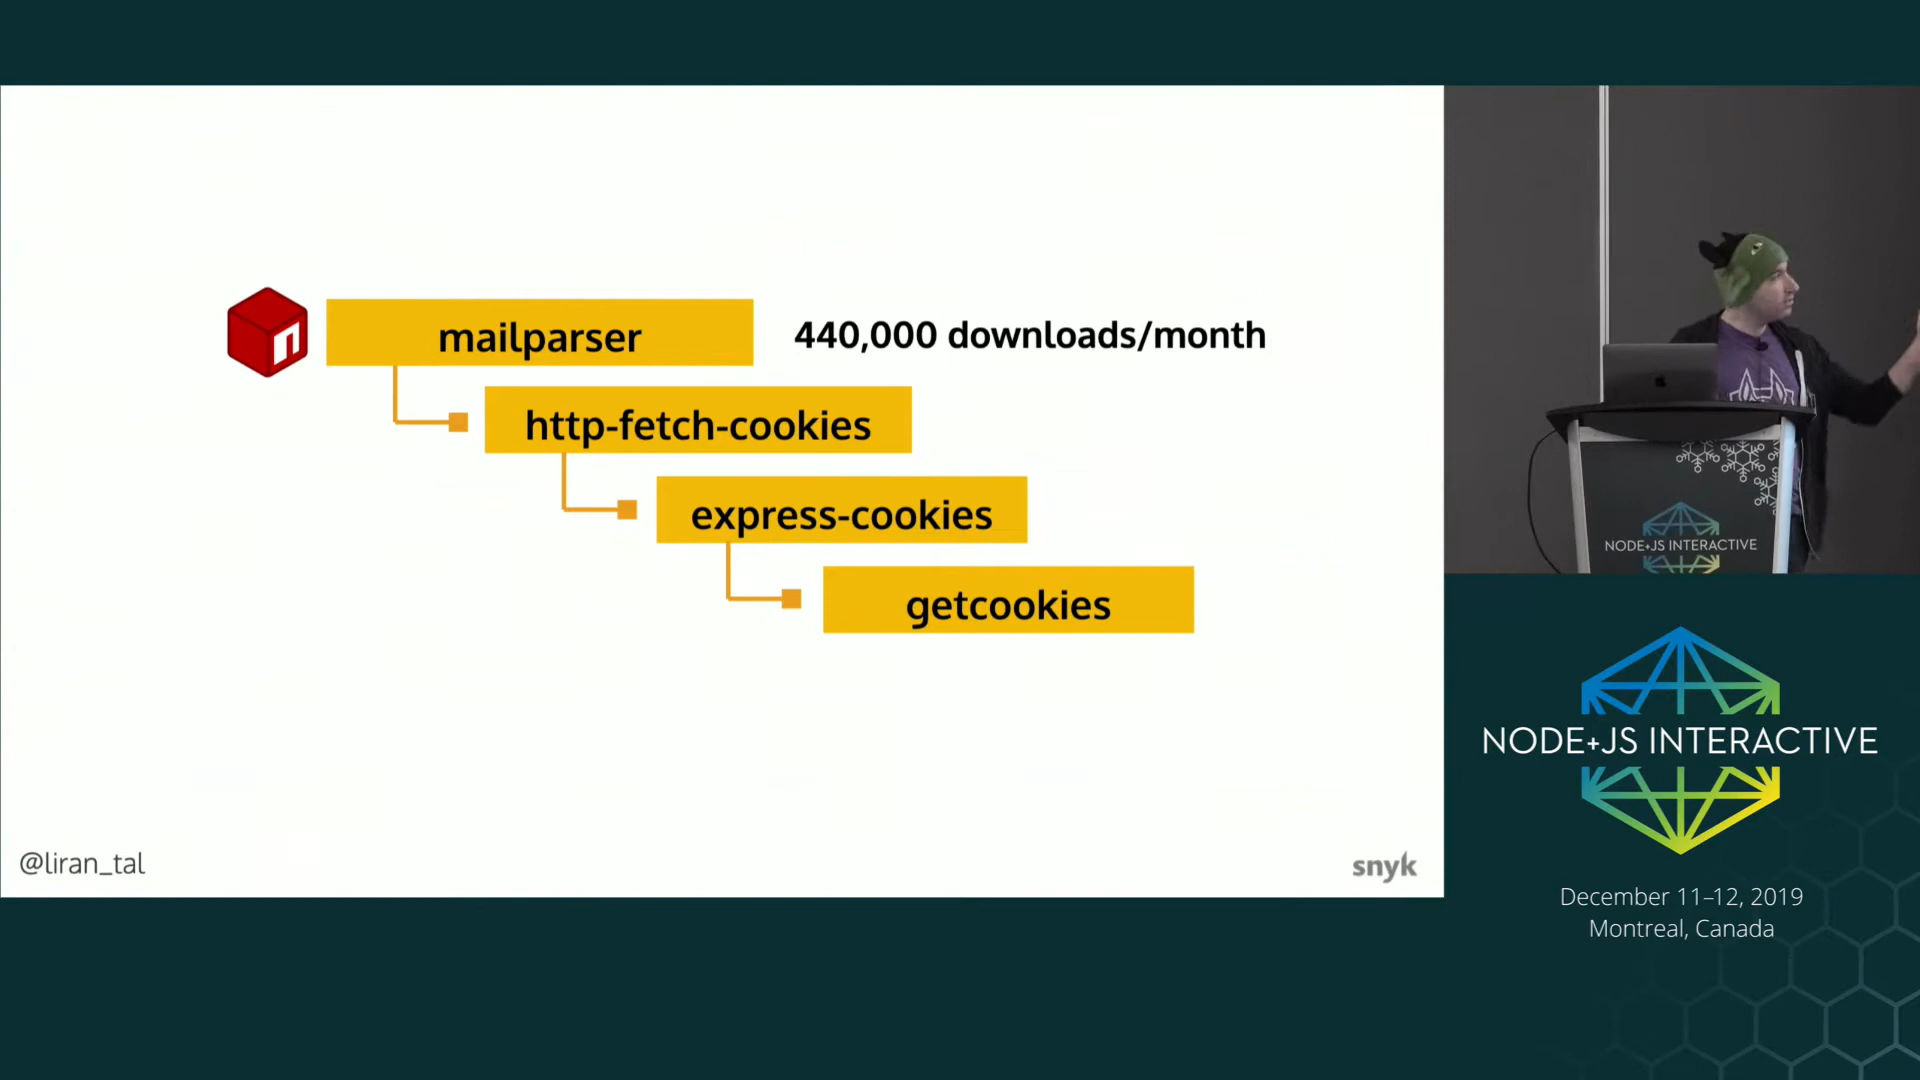 mailparser
440,000 downloads/month
http-fetch-cookies
express-cookies
getcookies
@liran_tal
snyk
NODE+JS INTERACTIVE
NODE+JS INTERACTIVE
December 11–12, 2019
Montreal, Canada